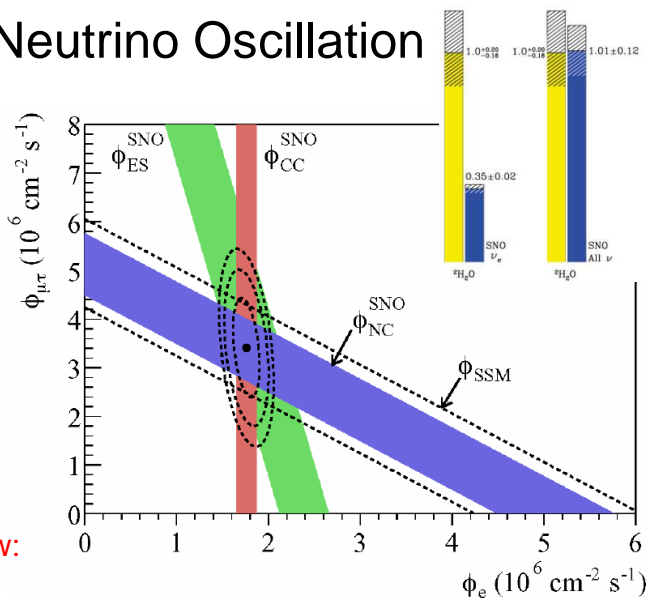 Neutrino Oscillation
1.0+0.20 -0.16
0.35±0.02
SNO
νe
²H₂O
1.0+0.20 -0.16
1.01±0.12
SNO
All ν
²H₂O
ϕμτ (10⁶ cm⁻² s⁻¹)
8
7
6
5
4
3
2
1
0
ϕES SNO
ϕCC SNO
ϕNC SNO
ϕSSM
0 1 2 3 4 5 6
ϕe (10⁶ cm⁻² s⁻¹)
w: